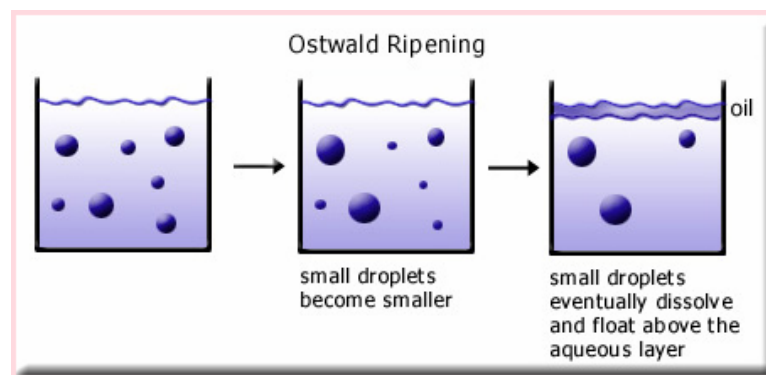 Ostwald Ripening
oil
small droplets
become smaller
small droplets
eventually dissolve
and float above the
aqueous layer